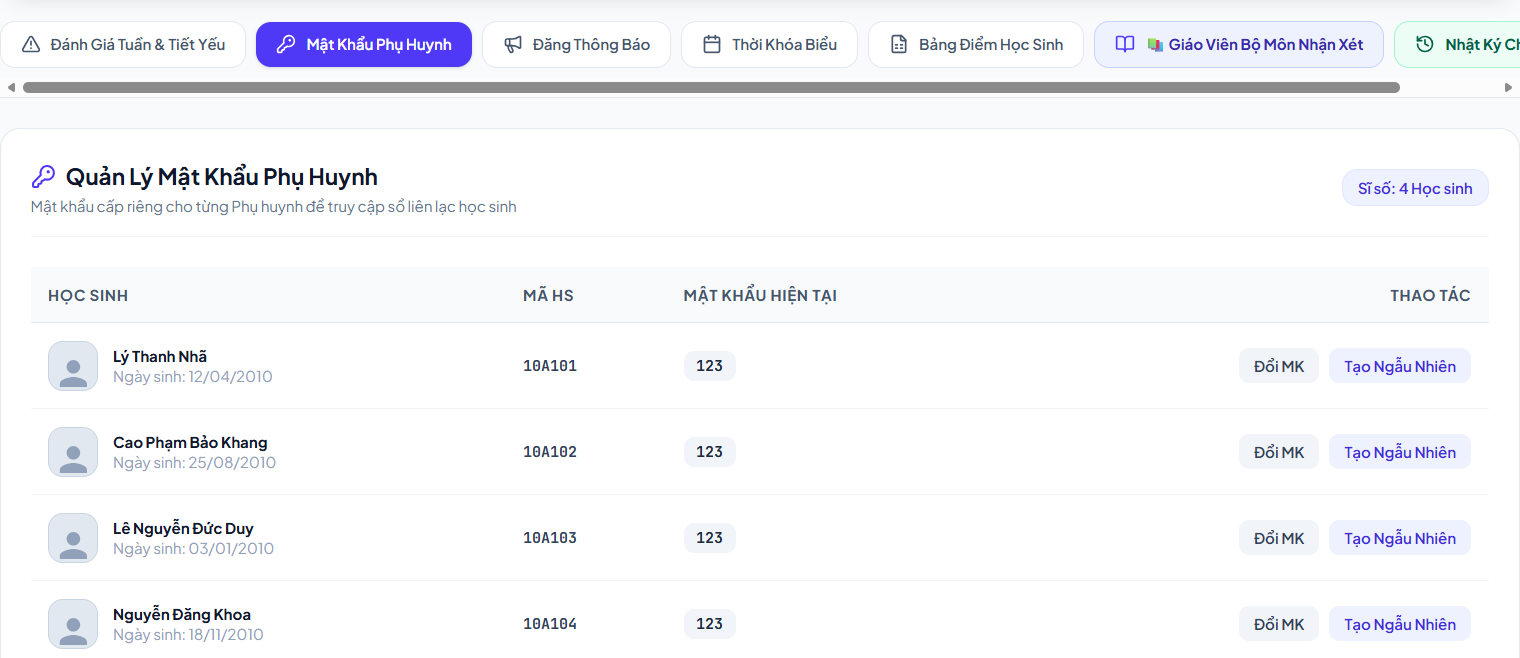 Đánh Giá Tuần & Tiết Yếu
Mật Khẩu Phụ Huynh
Đăng Thông Báo
Thời Khóa Biểu
Bảng Điểm Học Sinh
Giáo Viên Bộ Môn Nhận Xét
Nhật Ký Ch
Quản Lý Mật Khẩu Phụ Huynh
Mật khẩu cấp riêng cho từng Phụ huynh để truy cập sổ liên lạc học sinh
Sĩ số: 4 Học sinh
HỌC SINH MÃ HS MẬT KHẨU HIỆN TẠI THAO TÁC
Lý Thanh Nhã
Ngày sinh: 12/04/2010
10A101 123 Đổi MK Tạo Ngẫu Nhiên
Cao Phạm Bảo Khang
Ngày sinh: 25/08/2010
10A102 123 Đổi MK Tạo Ngẫu Nhiên
Lê Nguyễn Đức Duy
Ngày sinh: 03/01/2010
10A103 123 Đổi MK Tạo Ngẫu Nhiên
Nguyễn Đăng Khoa
Ngày sinh: 18/11/2010
10A104 123 Đổi MK Tạo Ngẫu Nhiên